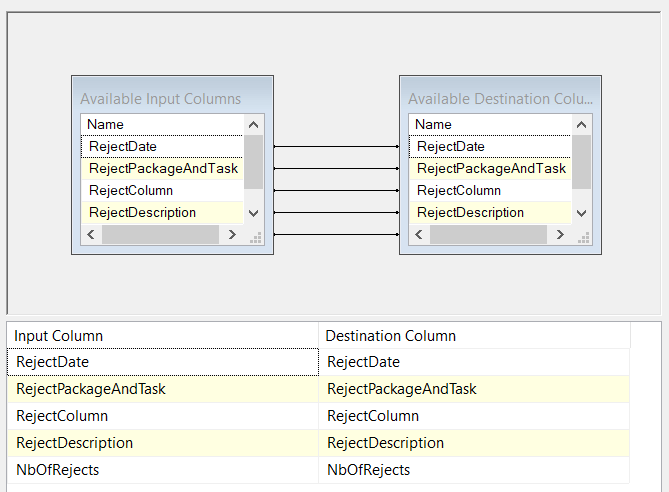 Available Input Columns
Available Destination Colu...
Name
Name
RejectDate
RejectDate
RejectPackageAndTask
RejectPackageAndTask
RejectColumn
RejectColumn
RejectDescription
RejectDescription
Input Column
Destination Column
RejectDate
RejectDate
RejectPackageAndTask
RejectPackageAndTask
RejectColumn
RejectColumn
RejectDescription
RejectDescription
NbOfRejects
NbOfRejects